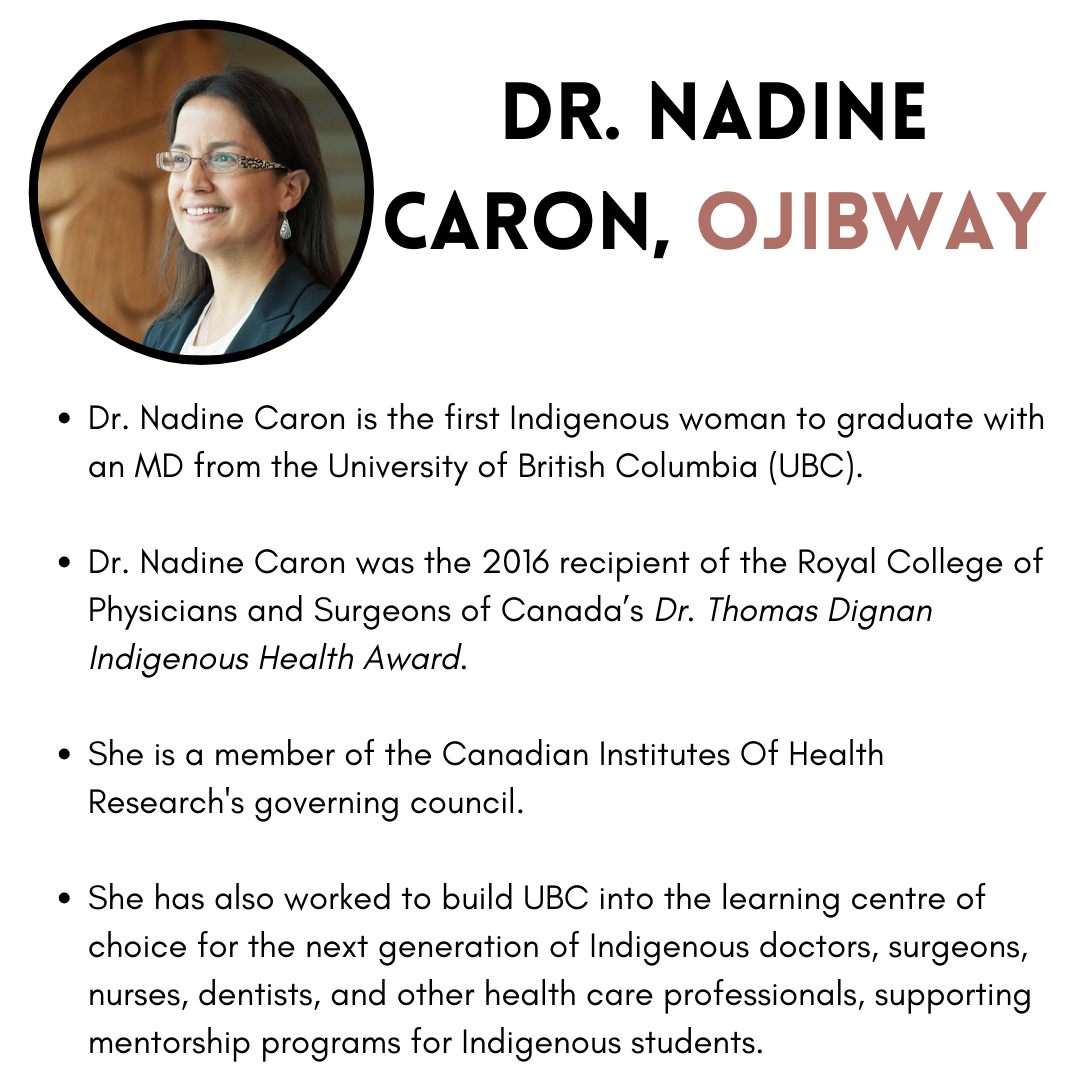 DR. NADINE
CARON, OJIBWAY
• Dr. Nadine Caron is the first Indigenous woman to graduate with
an MD from the University of British Columbia (UBC).
• Dr. Nadine Caron was the 2016 recipient of the Royal College of
Physicians and Surgeons of Canada’s Dr. Thomas Dignan
Indigenous Health Award.
• She is a member of the Canadian Institutes Of Health
Research's governing council.
• She has also worked to build UBC into the learning centre of
choice for the next generation of Indigenous doctors, surgeons,
nurses, dentists, and other health care professionals, supporting
mentorship programs for Indigenous students.